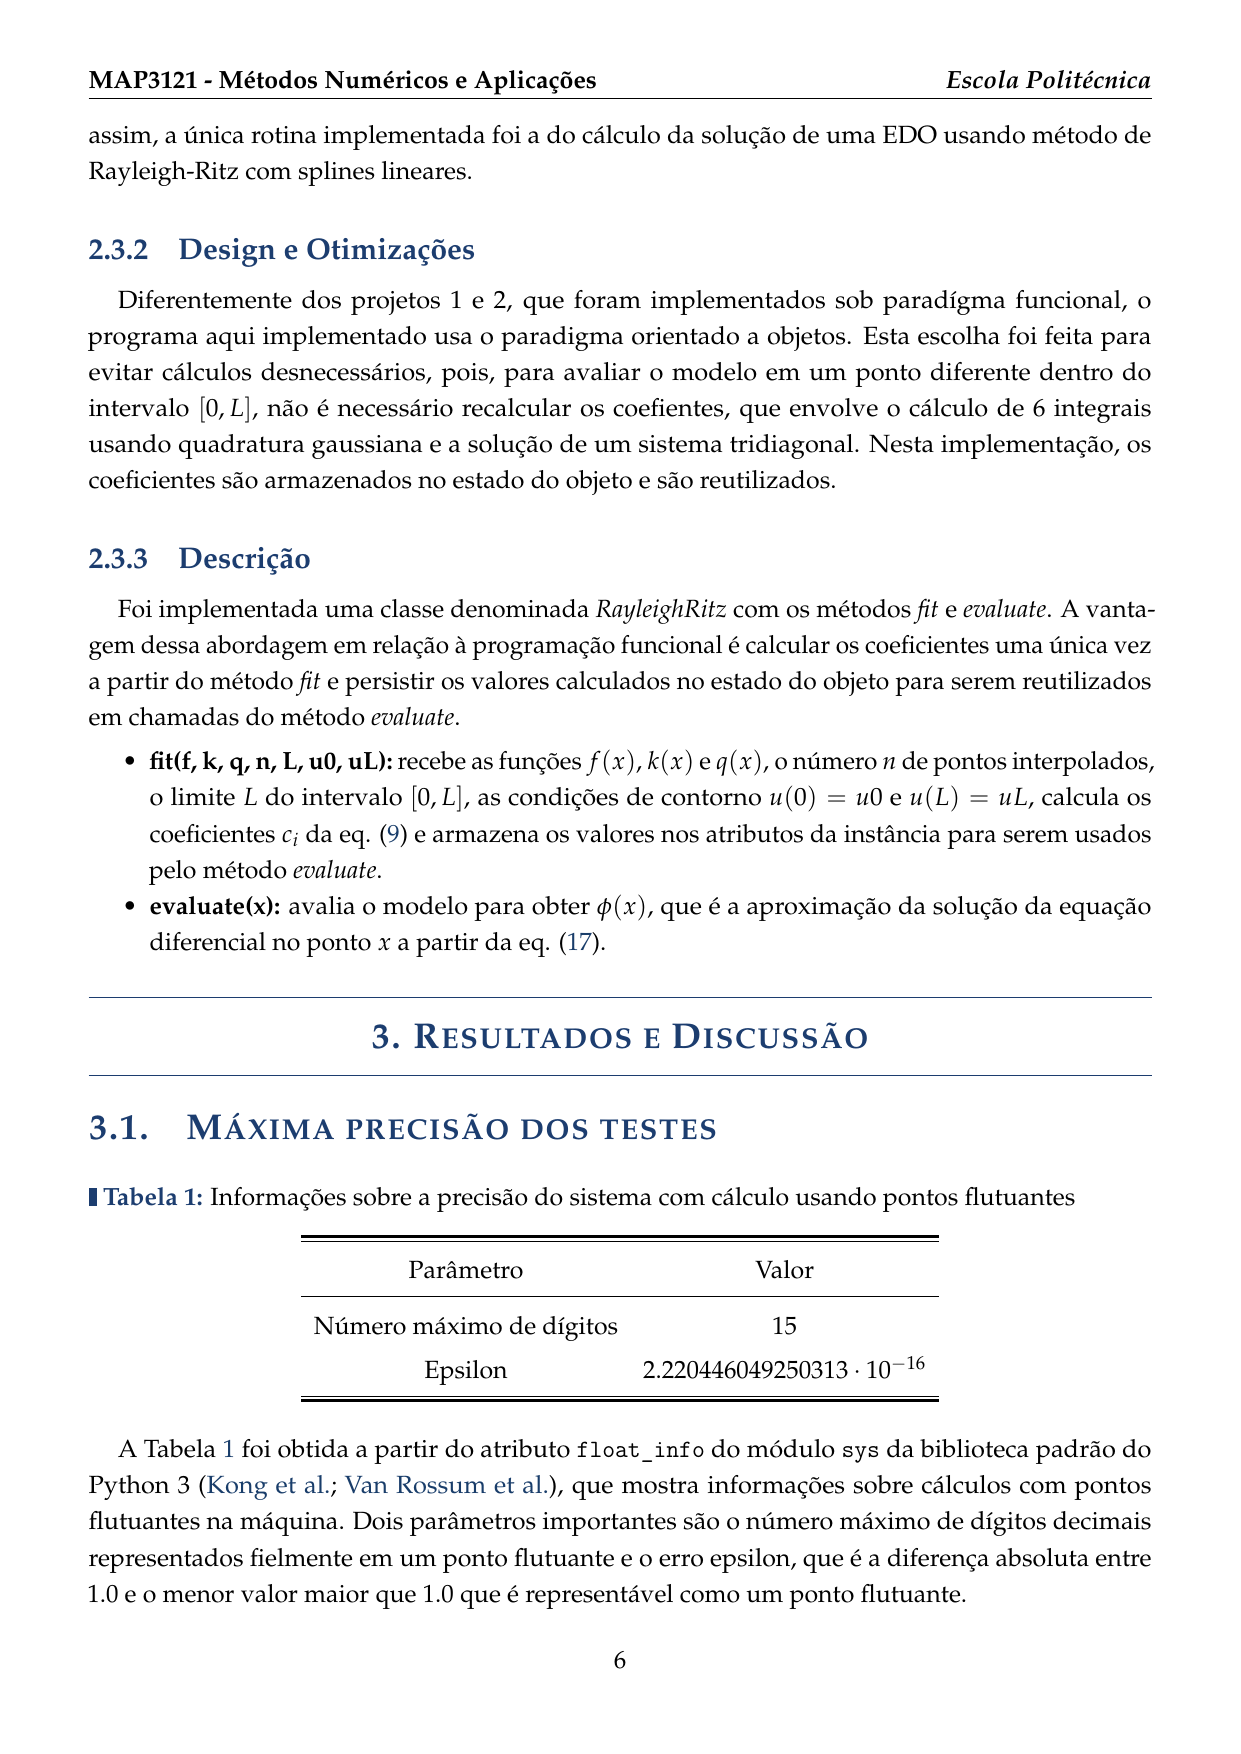 MAP3121 - Métodos Numéricos e Aplicações Escola Politécnica
assim, a única rotina implementada foi a do cálculo da solução de uma EDO usando método de
Rayleigh-Ritz com splines lineares.
2.3.2 Design e Otimizações
Diferentemente dos projetos 1 e 2, que foram implementados sob paradígma funcional, o
programa aqui implementado usa o paradigma orientado a objetos. Esta escolha foi feita para
evitar cálculos desnecessários, pois, para avaliar o modelo em um ponto diferente dentro do
intervalo [0, L], não é necessário recalcular os coefientes, que envolve o cálculo de 6 integrais
usando quadratura gaussiana e a solução de um sistema tridiagonal. Nesta implementação, os
coeficientes são armazenados no estado do objeto e são reutilizados.
2.3.3 Descrição
Foi implementada uma classe denominada RayleighRitz com os métodos fit e evaluate. A vanta-
gem dessa abordagem em relação à programação funcional é calcular os coeficientes uma única vez
a partir do método fit e persistir os valores calculados no estado do objeto para serem reutilizados
em chamadas do método evaluate.
• fit(f, k, q, n, L, u0, uL): recebe as funções f(x), k(x) e q(x), o número n de pontos interpolados,
o limite L do intervalo [0, L], as condições de contorno u(0) = u0 e u(L) = uL, calcula os
coeficientes c_i da eq. (9) e armazena os valores nos atributos da instância para serem usados
pelo método evaluate.
• evaluate(x): avalia o modelo para obter ϕ(x), que é a aproximação da solução da equação
diferencial no ponto x a partir da eq. (17).
3. RESULTADOS E DISCUSSÃO
3.1. MÁXIMA PRECISÃO DOS TESTES
Tabela 1: Informações sobre a precisão do sistema com cálculo usando pontos flutuantes
Parâmetro Valor
Número máximo de dígitos 15
Epsilon 2.220446049250313 · 10^−16
A Tabela 1 foi obtida a partir do atributo float_info do módulo sys da biblioteca padrão do
Python 3 (Kong et al.; Van Rossum et al.), que mostra informações sobre cálculos com pontos
flutuantes na máquina. Dois parâmetros importantes são o número máximo de dígitos decimais
representados fielmente em um ponto flutuante e o erro epsilon, que é a diferença absoluta entre
1.0 e o menor valor maior que 1.0 que é representável como um ponto flutuante.
6